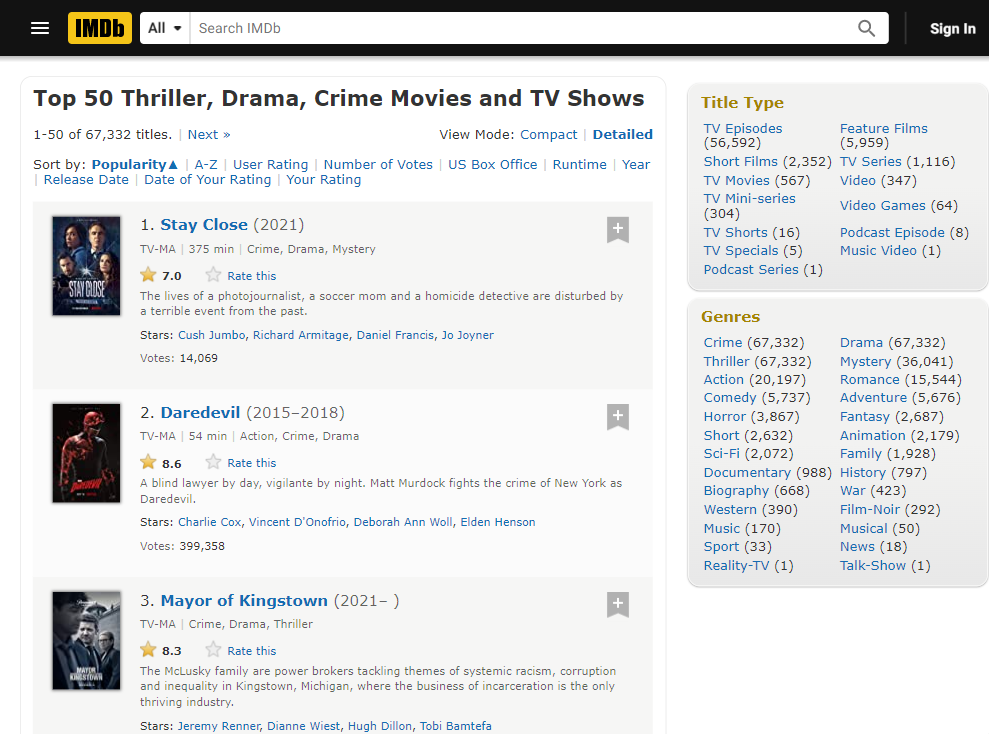 IMDb All Search IMDb Sign In
Top 50 Thriller, Drama, Crime Movies and TV Shows
1-50 of 67,332 titles. | Next » View Mode: Compact | Detailed
Sort by: Popularity▲ | A-Z | User Rating | Number of Votes | US Box Office | Runtime | Year
| Release Date | Date of Your Rating | Your Rating
STAY CLOSE
1. Stay Close (2021)
TV-MA | 375 min | Crime, Drama, Mystery
7.0 Rate this
The lives of a photojournalist, a soccer mom and a homicide detective are disturbed by
a terrible event from the past.
Stars: Cush Jumbo, Richard Armitage, Daniel Francis, Jo Joyner
Votes: 14,069
Daredevil
2. Daredevil (2015–2018)
TV-MA | 54 min | Action, Crime, Drama
8.6 Rate this
A blind lawyer by day, vigilante by night. Matt Murdock fights the crime of New York as
Daredevil.
Stars: Charlie Cox, Vincent D'Onofrio, Deborah Ann Woll, Elden Henson
Votes: 399,358
MAYOR of
KINGSTOWN
3. Mayor of Kingstown (2021– )
TV-MA | Crime, Drama, Thriller
8.3 Rate this
The McLusky family are power brokers tackling themes of systemic racism, corruption
and inequality in Kingstown, Michigan, where the business of incarceration is the only
thriving industry.
Stars: Jeremy Renner, Dianne Wiest, Hugh Dillon, Tobi Bamtefa
Title Type
TV Episodes Feature Films
(56,592) (5,959)
Short Films (2,352) TV Series (1,116)
TV Movies (567) Video (347)
TV Mini-series
(304) Video Games (64)
TV Shorts (16) Podcast Episode (8)
TV Specials (5) Music Video (1)
Podcast Series (1)
Genres
Crime (67,332) Drama (67,332)
Thriller (67,332) Mystery (36,041)
Action (20,197) Romance (15,544)
Comedy (5,737) Adventure (5,676)
Horror (3,867) Fantasy (2,687)
Short (2,632) Animation (2,179)
Sci-Fi (2,072) Family (1,928)
Documentary (988) History (797)
Biography (668) War (423)
Western (390) Film-Noir (292)
Music (170) Musical (50)
Sport (33) News (18)
Reality-TV (1) Talk-Show (1)